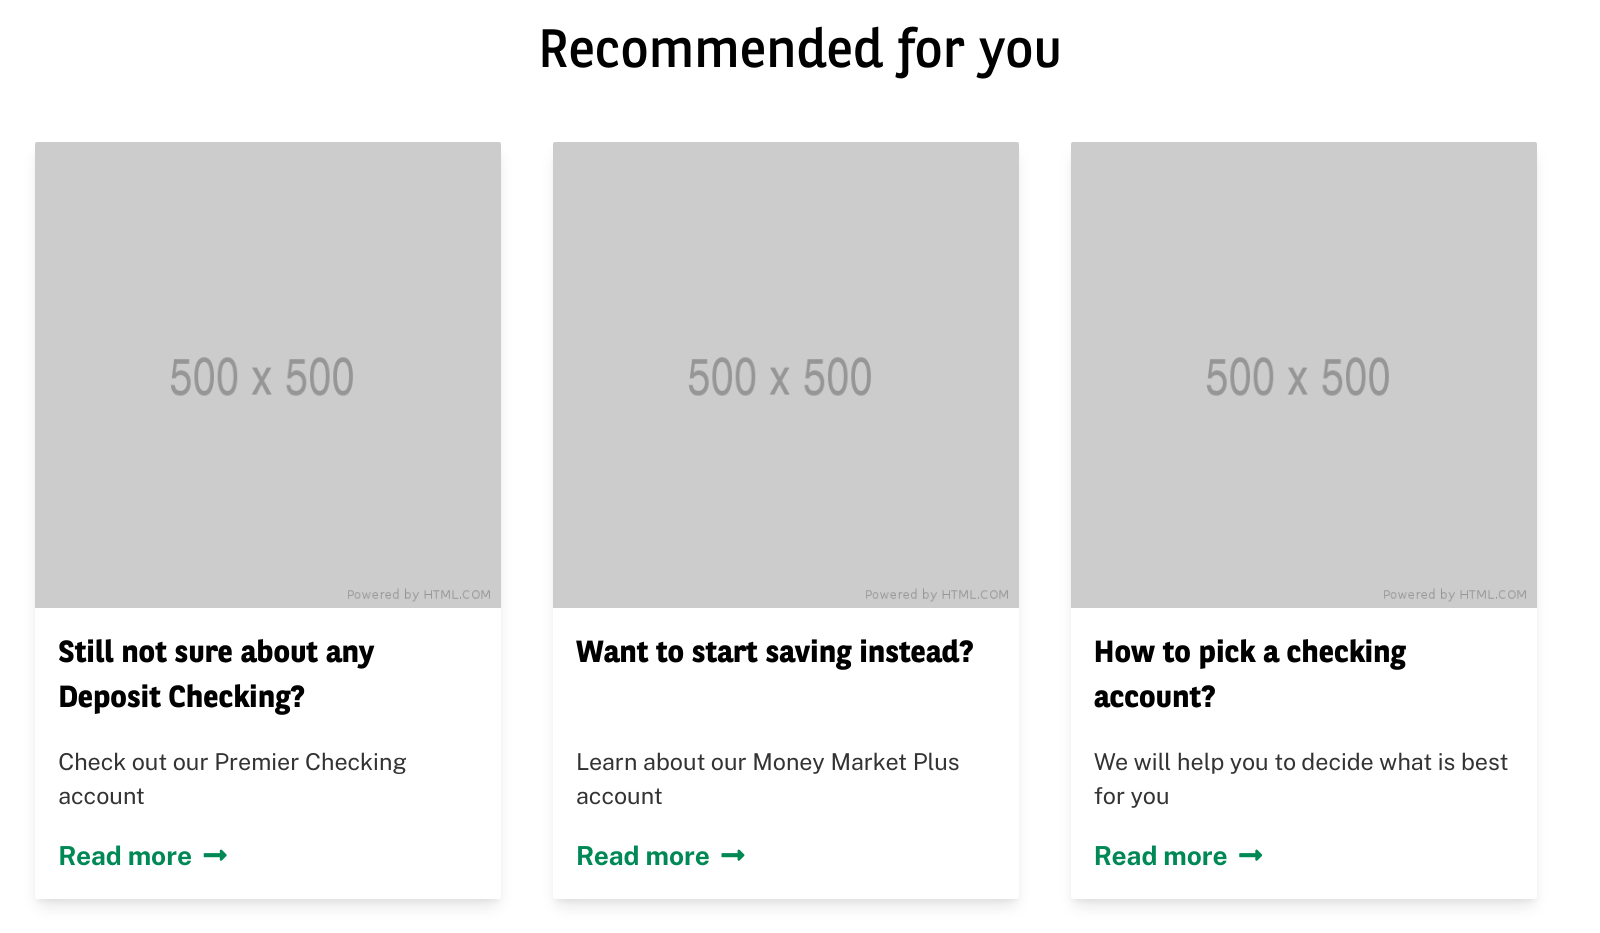 Recommended for you
500 x 500
Powered by HTML.COM
Still not sure about any
Deposit Checking?
Check out our Premier Checking
account
Read more
500 x 500
Powered by HTML.COM
Want to start saving instead?
Learn about our Money Market Plus
account
Read more
500 x 500
Powered by HTML.COM
How to pick a checking
account?
We will help you to decide what is best
for you
Read more